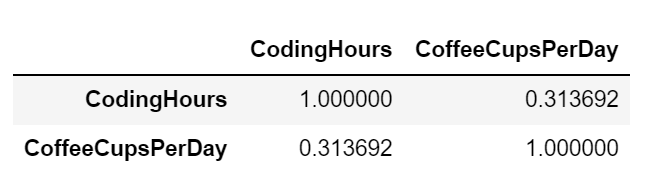 CodingHours CoffeeCupsPerDay
CodingHours 1.000000 0.313692
CoffeeCupsPerDay 0.313692 1.000000